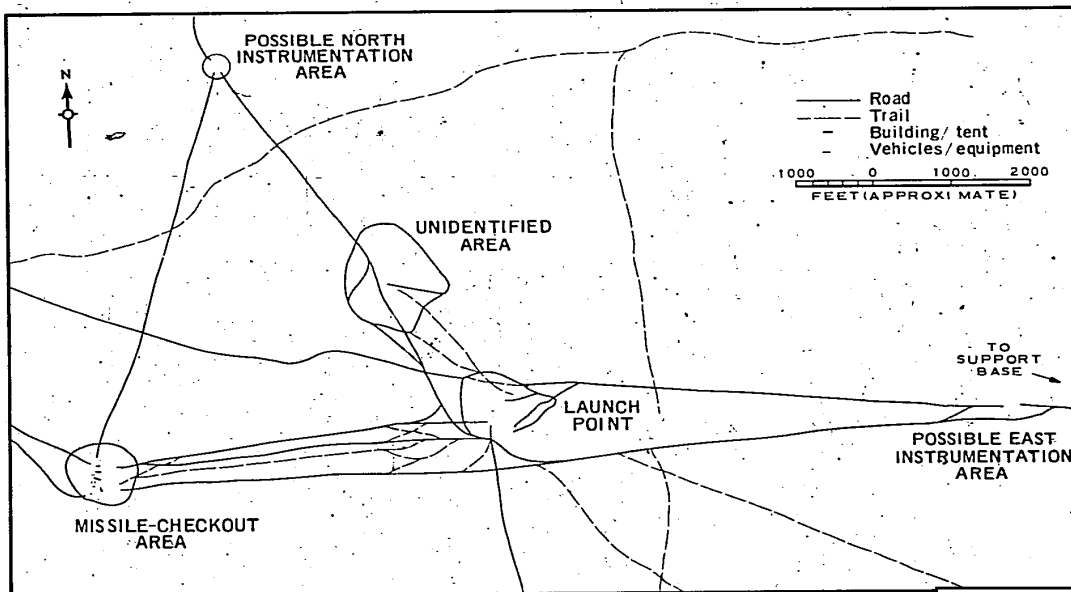 POSSIBLE NORTH
INSTRUMENTATION
AREA
N
Road
Trail
Building/ tent
Vehicles/ equipment
1000 0 1000 2000
FEET (APPROXIMATE)
UNIDENTIFIED
AREA
TO
SUPPORT
BASE
LAUNCH
POINT
POSSIBLE EAST
INSTRUMENTATION
AREA
MISSILE-CHECKOUT
AREA